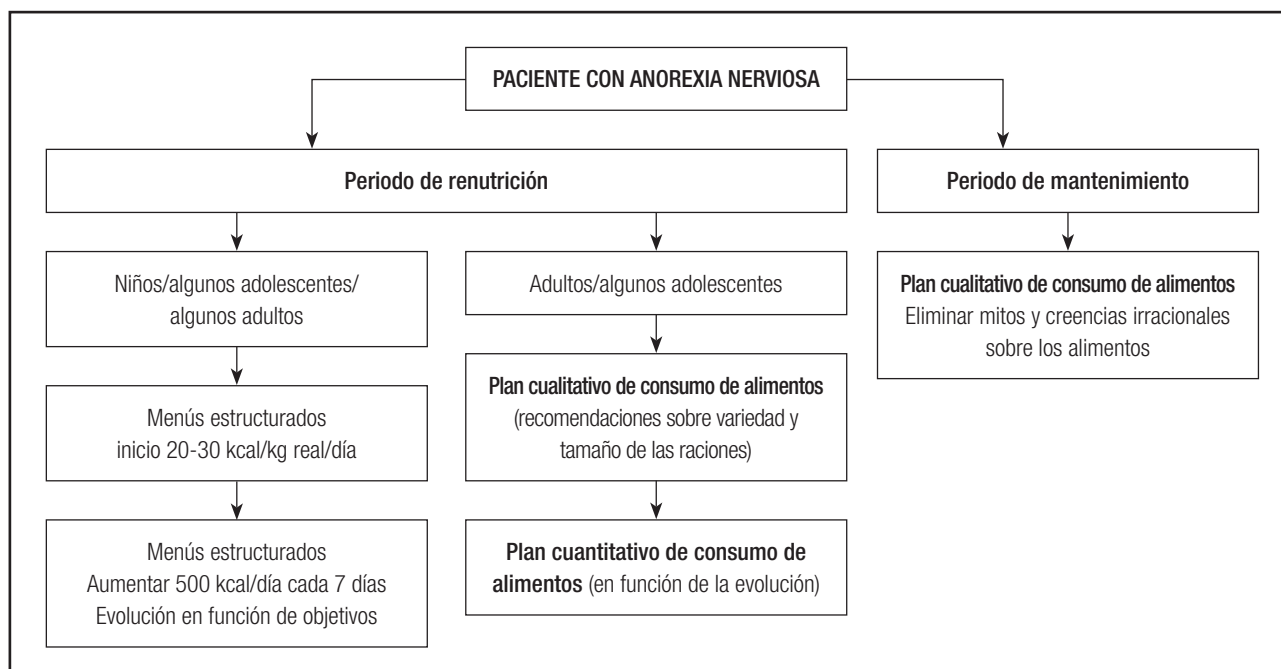 PACIENTE CON ANOREXIA NERVIOSA
Periodo de renutrición
Periodo de mantenimiento
Niños/algunos adolescentes/
algunos adultos
Adultos/algunos adolescentes
Plan cualitativo de consumo de alimentos
Eliminar mitos y creencias irracionales
sobre los alimentos
Menús estructurados
inicio 20-30 kcal/kg real/día
Plan cualitativo de consumo de alimentos
(recomendaciones sobre variedad y
tamaño de las raciones)
Menús estructurados
Aumentar 500 kcal/día cada 7 días
Evolución en función de objetivos
Plan cuantitativo de consumo de
alimentos (en función de la evolución)